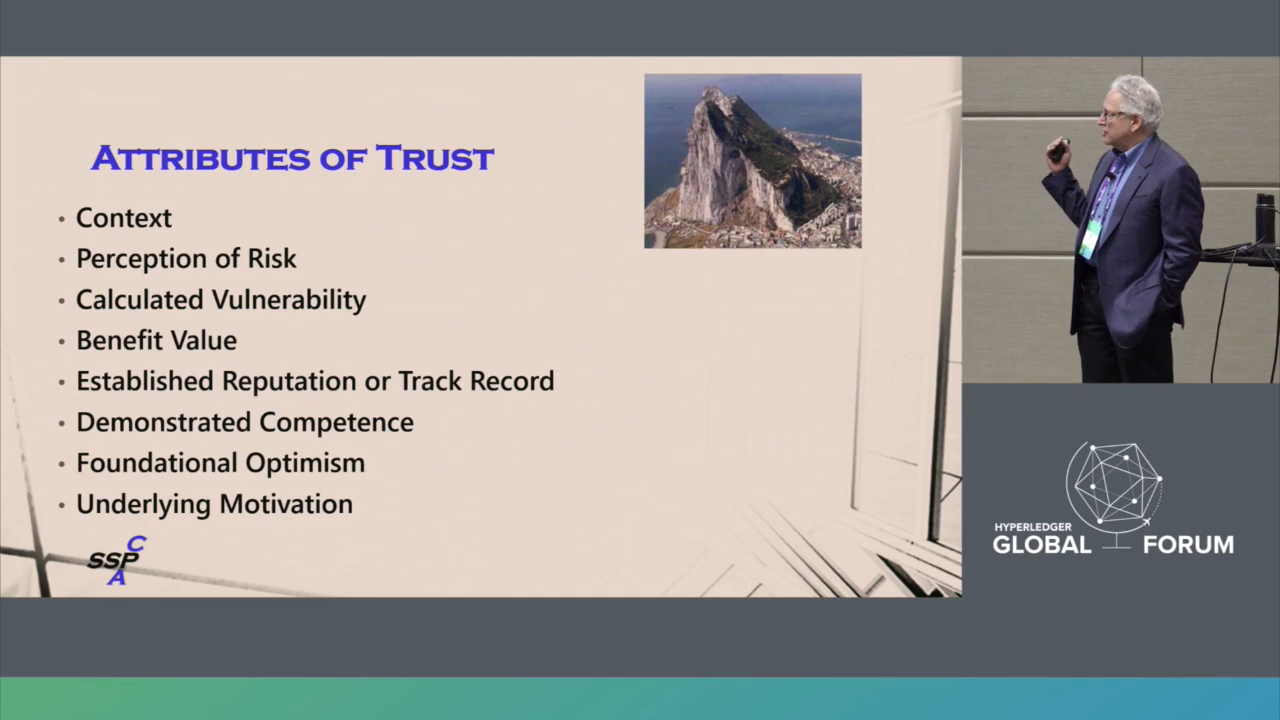 ATTRIBUTES OF TRUST
• Context
• Perception of Risk
• Calculated Vulnerability
• Benefit Value
• Established Reputation or Track Record
• Demonstrated Competence
• Foundational Optimism
• Underlying Motivation
C
SSP
A
HYPERLEDGER
GLOBAL FORUM